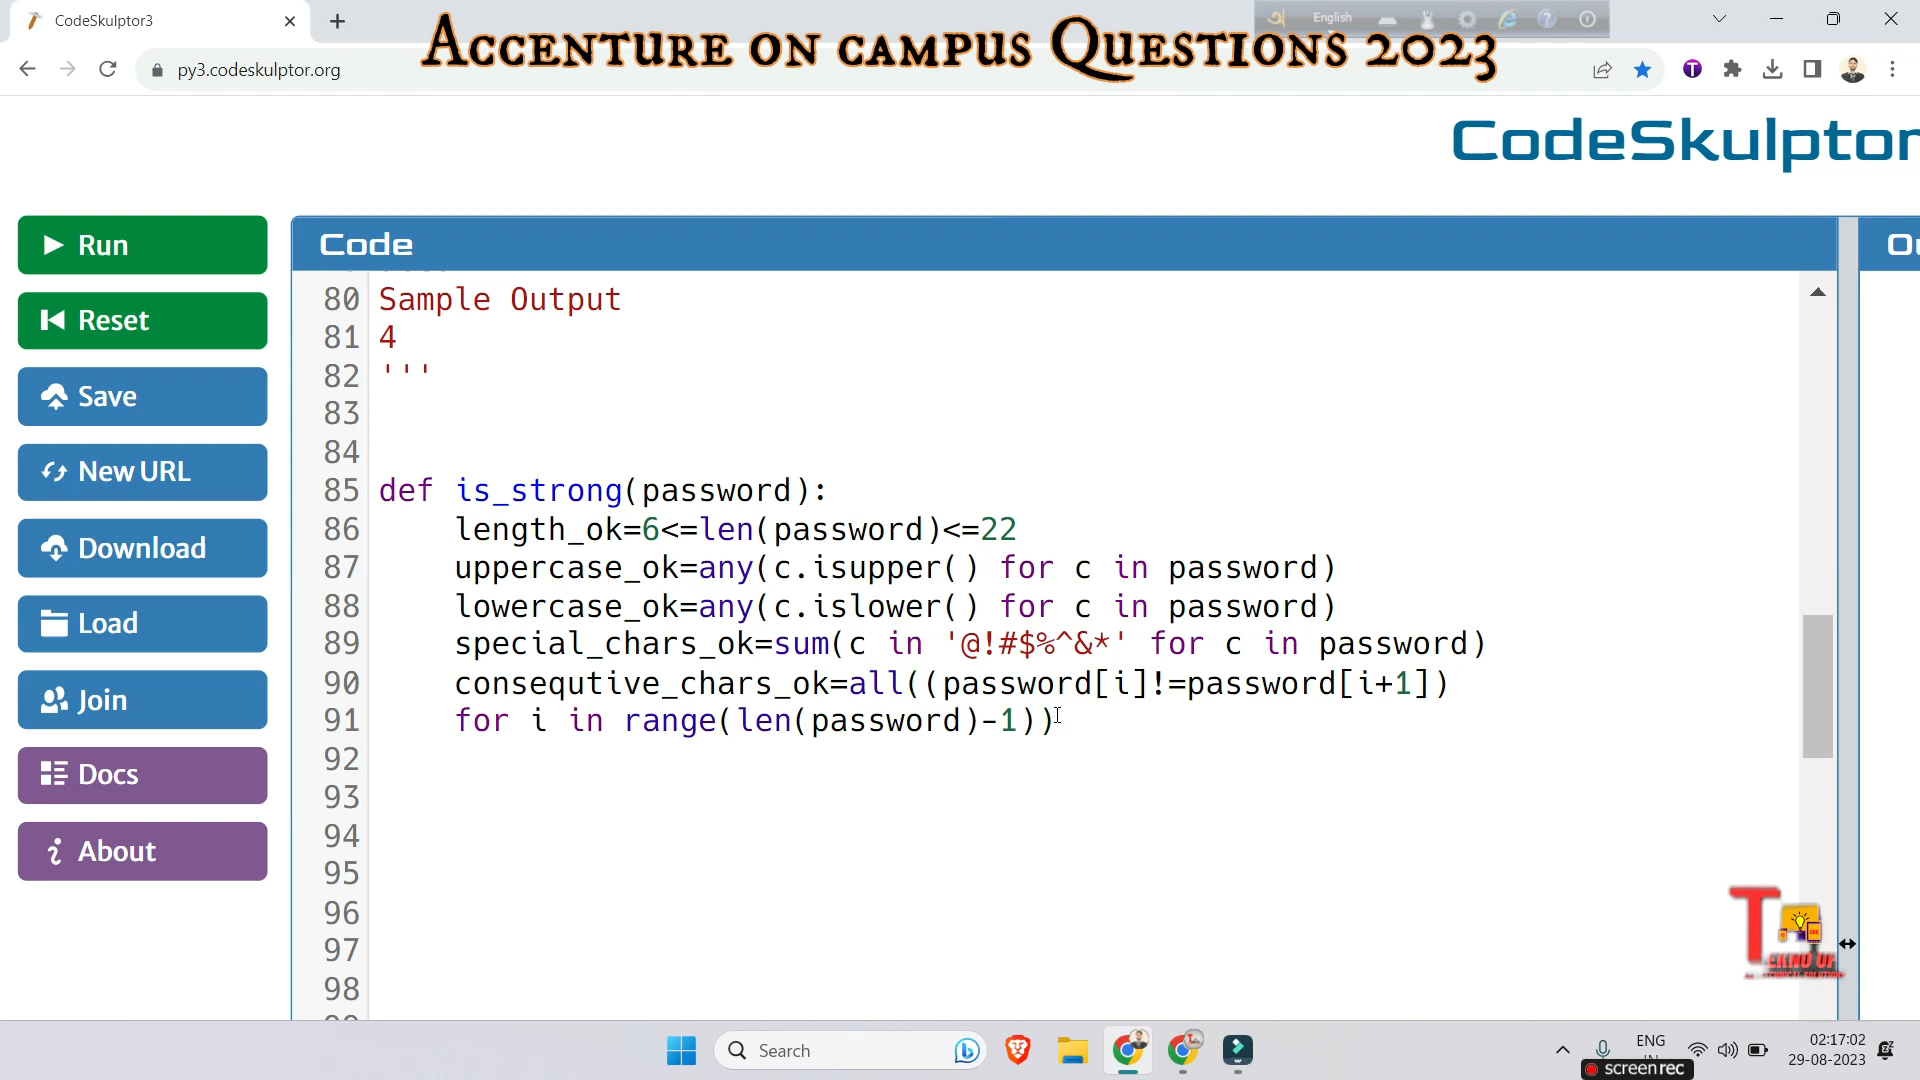 CodeSkulptor3
English
ACCENTURE ON CAMPUS QUESTIONS 2023
py3.codeskulptor.org
CodeSkulptor
Run
Reset
Save
New URL
Download
Load
Join
Docs
About
Code
Ou
80 Sample Output
81 4
82 '''
83
84
85 def is_strong(password):
86 length_ok=6<=len(password)<=22
87 uppercase_ok=any(c.isupper() for c in password)
88 lowercase_ok=any(c.islower() for c in password)
89 special_chars_ok=sum(c in '@!#$%^&*' for c in password)
90 consequtive_chars_ok=all((password[i]!=password[i+1])
91 for i in range(len(password)-1))
92
93
94
95
96
97
98
TEKNO UF
Search
ENG
02:17:02
29-08-2023
screenrec